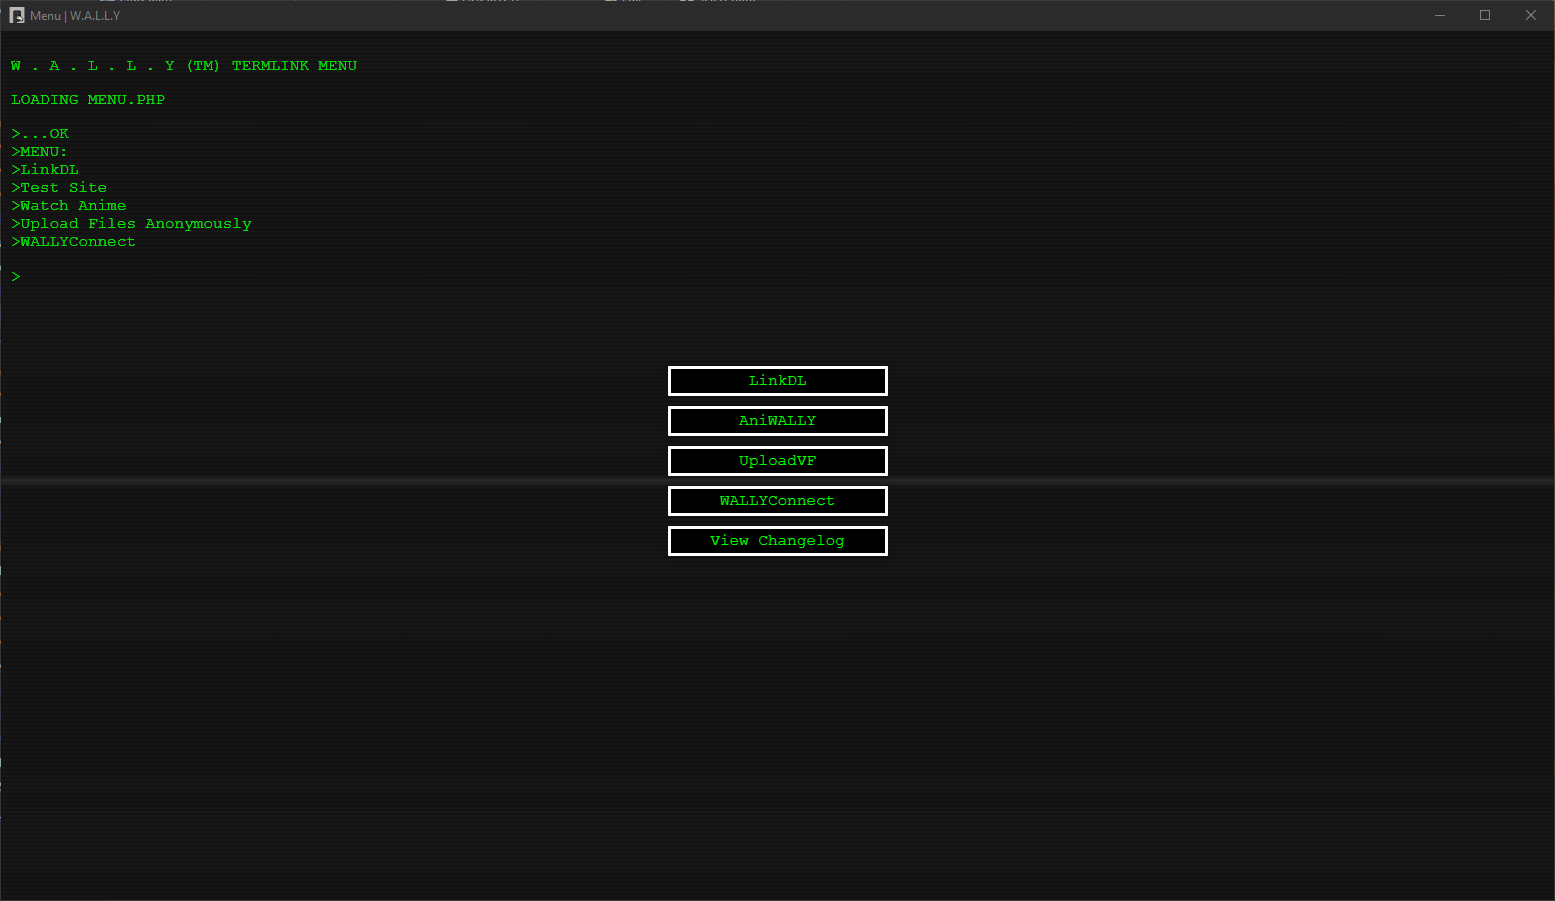 Menu | W.A.L.L.Y
W . A . L . L . Y (TM) TERMLINK MENU
LOADING MENU.PHP
>...OK
>MENU:
>LinkDL
>Test Site
>Watch Anime
>Upload Files Anonymously
>WALLYConnect
>
LinkDL
AniWALLY
UploadVF
WALLYConnect
View Changelog